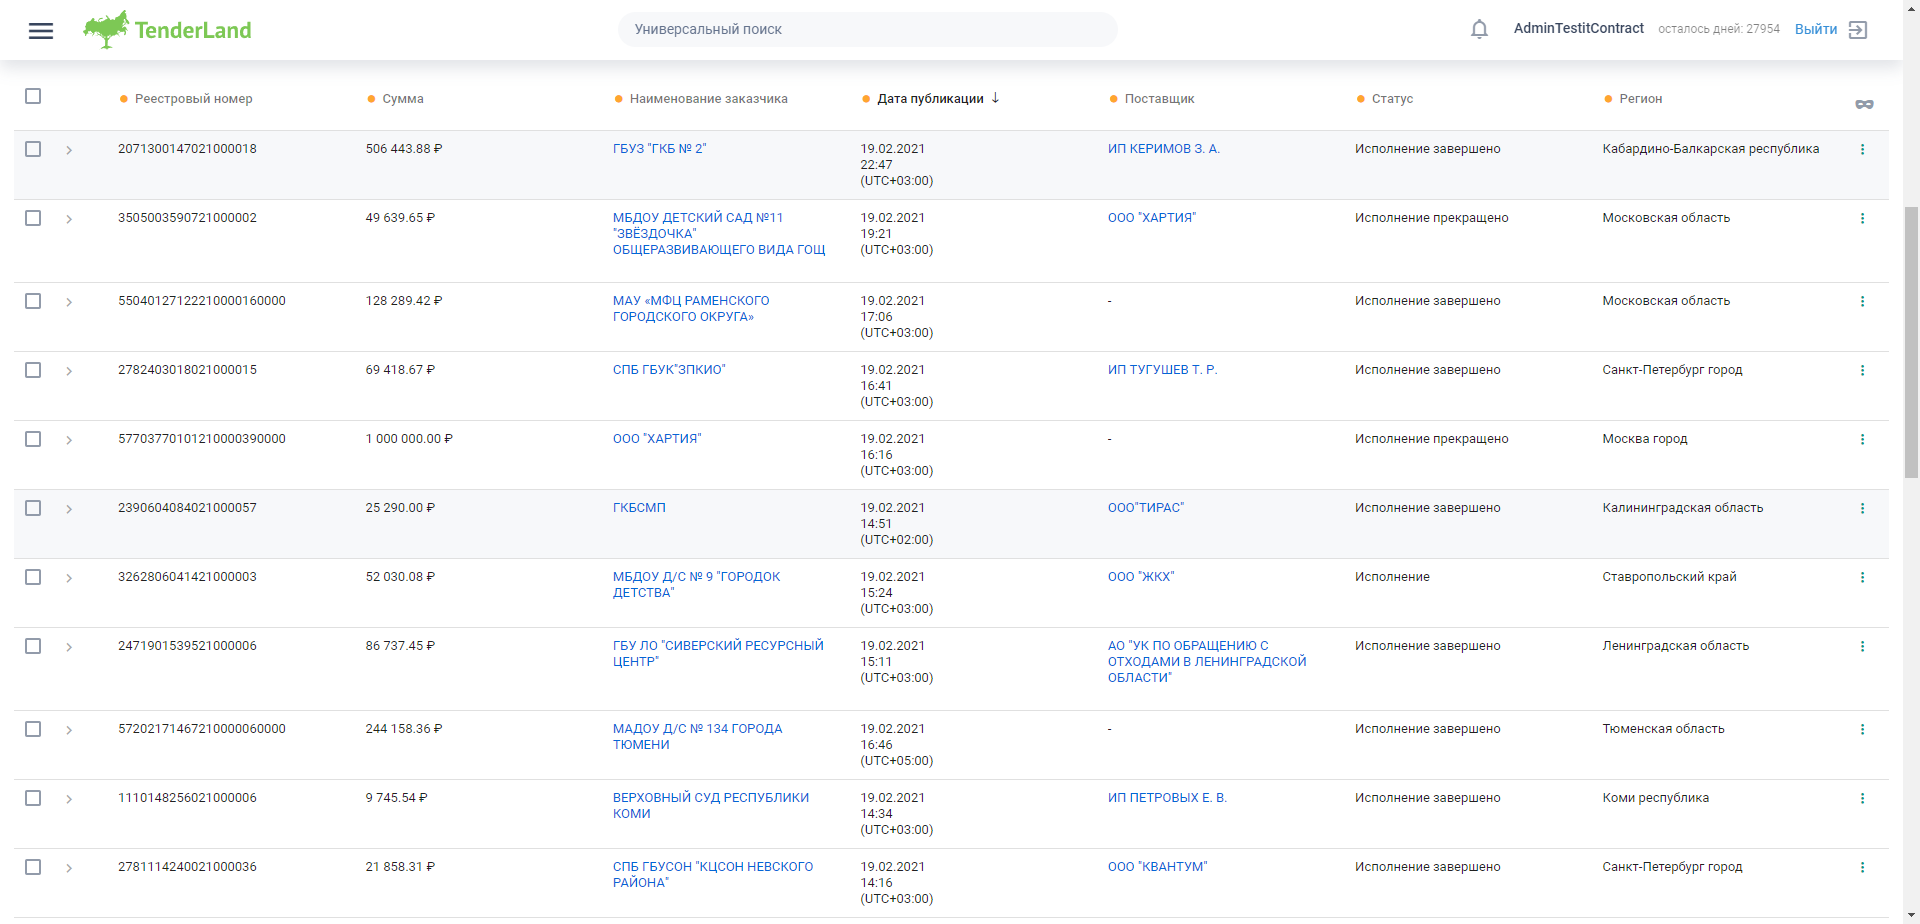 TenderLand
Универсальный поиск
AdminTestitContract
осталось дней: 27954
Выйти
Реестровый номер
Сумма
Наименование заказчика
Дата публикации ↓
Поставщик
Статус
Регион
2071300147021000018
506 443.88 ₽
ГБУЗ "ГКБ № 2"
19.02.2021
22:47
(UTC+03:00)
ИП КЕРИМОВ З. А.
Исполнение завершено
Кабардино-Балкарская республика
3505003590721000002
49 639.65 ₽
МБДОУ ДЕТСКИЙ САД №11
"ЗВЁЗДОЧКА"
ОБЩЕРАЗВИВАЮЩЕГО ВИДА ГОЩ
19.02.2021
19:21
(UTC+03:00)
ООО "ХАРТИЯ"
Исполнение прекращено
Московская область
55040127122210000160000
128 289.42 ₽
МАУ «МФЦ РАМЕНСКОГО
ГОРОДСКОГО ОКРУГА»
19.02.2021
17:06
(UTC+03:00)
-
Исполнение завершено
Московская область
2782403018021000015
69 418.67 ₽
СПБ ГБУК"ЗПКИО"
19.02.2021
16:41
(UTC+03:00)
ИП ТУГУШЕВ Т. Р.
Исполнение завершено
Санкт-Петербург город
57703770101210000390000
1 000 000.00 ₽
ООО "ХАРТИЯ"
19.02.2021
16:16
(UTC+03:00)
-
Исполнение прекращено
Москва город
2390604084021000057
25 290.00 ₽
ГКБСМП
19.02.2021
14:51
(UTC+02:00)
ООО"ТИРАС"
Исполнение завершено
Калининградская область
3262806041421000003
52 030.08 ₽
МБДОУ Д/С № 9 "ГОРОДОК
ДЕТСТВА"
19.02.2021
15:24
(UTC+03:00)
ООО "ЖКХ"
Исполнение
Ставропольский край
2471901539521000006
86 737.45 ₽
ГБУ ЛО "СИВЕРСКИЙ РЕСУРСНЫЙ
ЦЕНТР"
19.02.2021
15:11
(UTC+03:00)
АО "УК ПО ОБРАЩЕНИЮ С
ОТХОДАМИ В ЛЕНИНГРАДСКОЙ
ОБЛАСТИ"
Исполнение завершено
Ленинградская область
57202171467210000060000
244 158.36 ₽
МАДОУ Д/С № 134 ГОРОДА
ТЮМЕНИ
19.02.2021
16:46
(UTC+05:00)
-
Исполнение завершено
Тюменская область
1110148256021000006
9 745.54 ₽
ВЕРХОВНЫЙ СУД РЕСПУБЛИКИ
КОМИ
19.02.2021
14:34
(UTC+03:00)
ИП ПЕТРОВЫХ Е. В.
Исполнение завершено
Коми республика
2781114240021000036
21 858.31 ₽
СПБ ГБУСОН "КЦСОН НЕВСКОГО
РАЙОНА"
19.02.2021
14:16
(UTC+03:00)
ООО "КВАНТУМ"
Исполнение завершено
Санкт-Петербург город